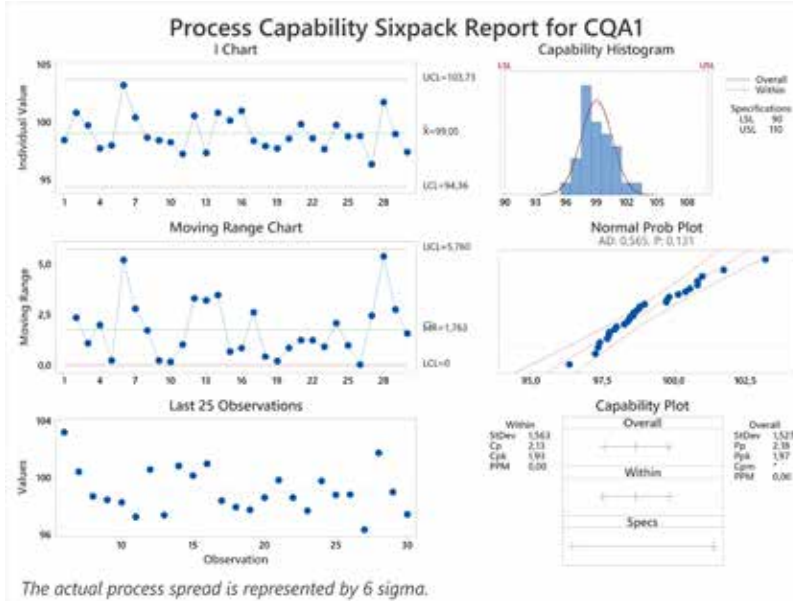 Process Capability Sixpack Report for CQA1
I Chart
Individual Value
105
100
95
UCL=103,73
X̄=99,05
LCL=94,36
1 4 7 10 13 16 19 22 25 28
Capability Histogram
LSL USL
Overall
Within
Specifications
LSL 90
USL 110
90 93 96 99 102 105 108
Moving Range Chart
Moving Range
5,0
2,5
0,0
UCL=5,760
M̅R̅=1,763
LCL=0
1 4 7 10 13 16 19 22 25 28
Normal Prob Plot
AD: 0,565, P: 0,131
95,0 97,5 100,0 102,5
Last 25 Observations
Values
104
100
96
10 15 20 25 30
Observation
Capability Plot
Within
StDev 1,563
Cp 2,13
Cpk 1,93
PPM 0,00
Overall
Within
Specs
Overall
StDev 1,527
Pp 2,18
Ppk 1,97
Cpm *
PPM 0,00
The actual process spread is represented by 6 sigma.